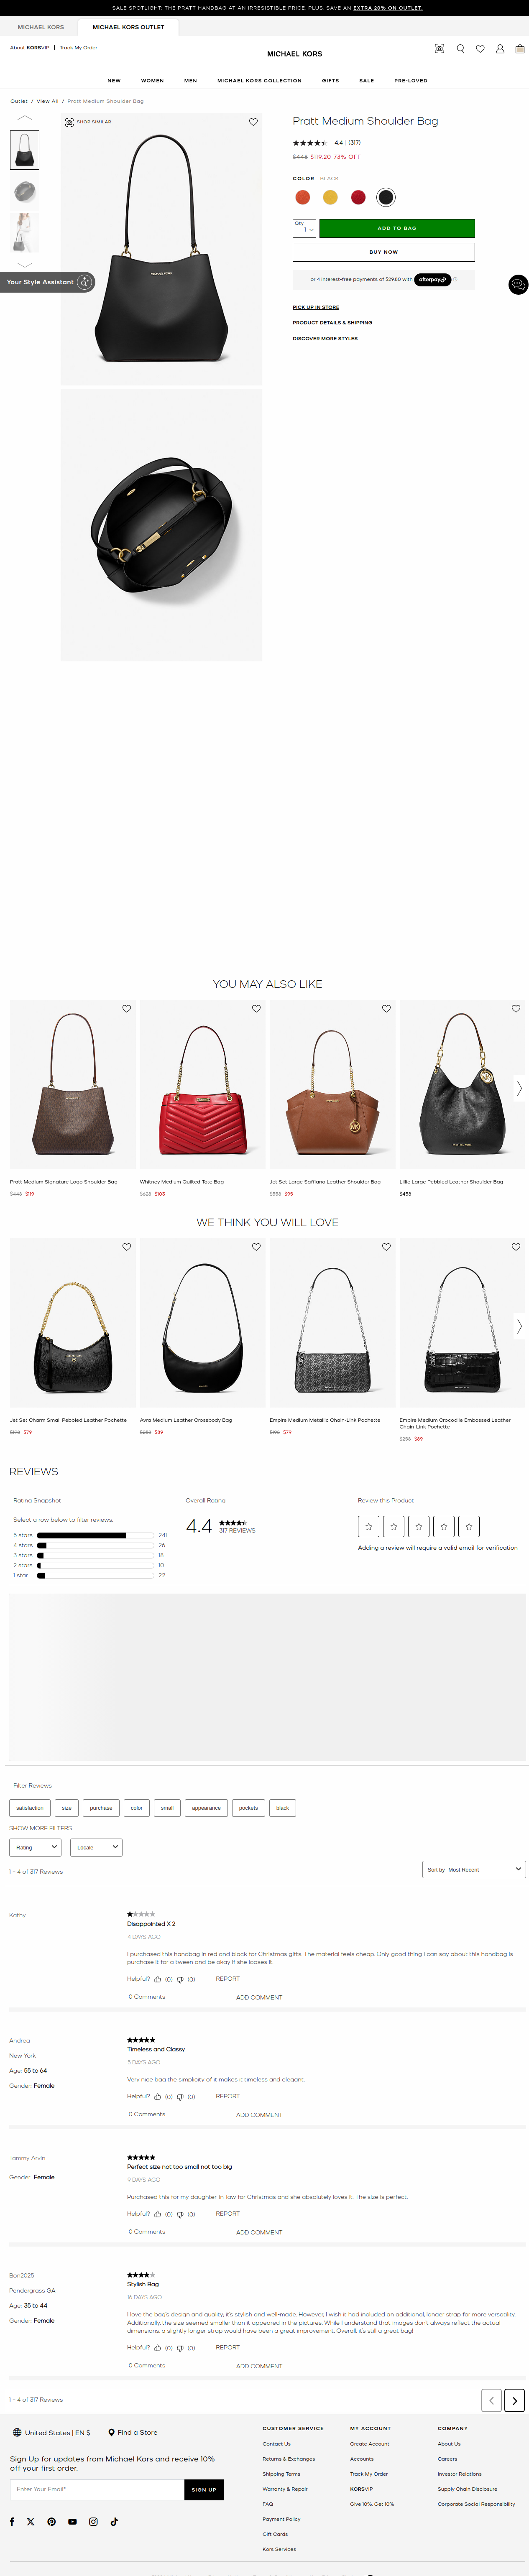 SALE SPOTLIGHT: THE PRATT HANDBAG AT AN IRRESISTIBLE PRICE. PLUS, SAVE AN EXTRA 20% ON OUTLET.
MICHAEL KORS
MICHAEL KORS OUTLET
About KORSVIP | Track My Order
MICHAEL KORS
NEW WOMEN MEN MICHAEL KORS COLLECTION GIFTS SALE PRE-LOVED
Outlet / View All / Pratt Medium Shoulder Bag
SHOP SIMILAR
MICHAEL KORS
Your Style Assistant
Pratt Medium Shoulder Bag
4.4 | (317)
$448 $119.20 73% OFF
COLOR BLACK
Qty
1
ADD TO BAG
BUY NOW
or 4 interest-free payments of $29.80 with afterpay
PICK UP IN STORE
PRODUCT DETAILS & SHIPPING
DISCOVER MORE STYLES
YOU MAY ALSO LIKE
Pratt Medium Signature Logo Shoulder Bag
$448 $119
Whitney Medium Quilted Tote Bag
$628 $103
Jet Set Large Saffiano Leather Shoulder Bag
$558 $95
Lillie Large Pebbled Leather Shoulder Bag
$458
WE THINK YOU WILL LOVE
Jet Set Charm Small Pebbled Leather Pochette
$198 $79
Avra Medium Leather Crossbody Bag
$358 $89
Empire Medium Metallic Chain-Link Pochette
$198 $79
Empire Medium Crocodile Embossed Leather
Chain-Link Pochette
$298 $89
REVIEWS
Rating Snapshot
Select a row below to filter reviews.
5 stars 241
4 stars 26
3 stars 18
2 stars 10
1 star 22
Overall Rating
4.4
317 REVIEWS
Review this Product
Adding a review will require a valid email for verification
Filter Reviews
satisfaction size purchase color small appearance pockets black
SHOW MORE FILTERS
Rating Locale
1 – 4 of 317 Reviews
Sort by Most Recent
Kathy
Disappointed X 2
4 DAYS AGO
I purchased this handbag in red and black for Christmas gifts. The material feels cheap. Only good thing I can say about this handbag is
purchase it for a tween and be okay if she looses it.
Helpful? (0) (0) REPORT
0 Comments ADD COMMENT
Andrea
New York
Age: 55 to 64
Gender: Female
Timeless and Classy
5 DAYS AGO
Very nice bag the simplicity of it makes it timeless and elegant.
Helpful? (0) (0) REPORT
0 Comments ADD COMMENT
Tammy Arvin
Gender: Female
Perfect size not too small not too big
9 DAYS AGO
Purchased this for my daughter-in-law for Christmas and she absolutely loves it. The size is perfect.
Helpful? (0) (0) REPORT
0 Comments ADD COMMENT
Bon2025
Pendergrass GA
Age: 35 to 44
Gender: Female
Stylish Bag
16 DAYS AGO
I love the bag's design and quality; it's stylish and well-made. However, I wish it had included an additional, longer strap for more versatility.
Additionally, the size seemed smaller than it appeared in the pictures. While I understand that images don't always reflect the actual
dimensions, a slightly longer strap would have been a great improvement. Overall, it's still a great bag!
Helpful? (0) (0) REPORT
0 Comments ADD COMMENT
1 – 4 of 317 Reviews
United States | EN $
Find a Store
Sign Up for updates from Michael Kors and receive 10%
off your first order.
Enter Your Email*
SIGN UP
CUSTOMER SERVICE
Contact Us
Returns & Exchanges
Shipping Terms
Warranty & Repair
FAQ
Payment Policy
Gift Cards
Kors Services
MY ACCOUNT
Create Account
Accounts
Track My Order
KORSVIP
Give 10%, Get 10%
COMPANY
About Us
Careers
Investor Relations
Supply Chain Disclosure
Corporate Social Responsibility